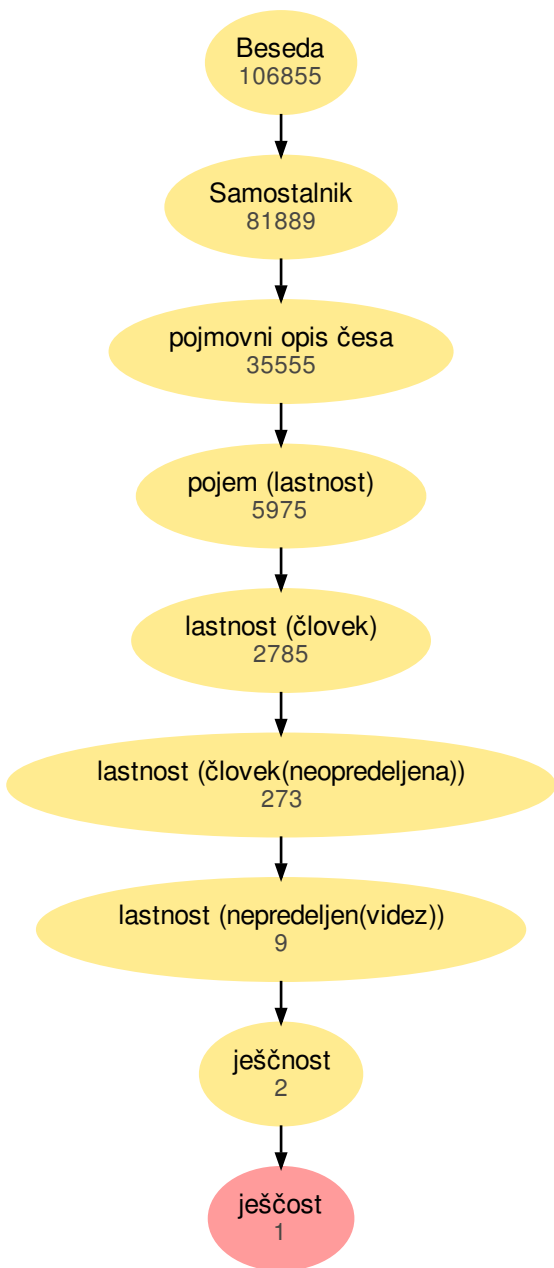 Beseda
106855
Samostalnik
81889
pojmovni opis česa
35555
pojem (lastnost)
5975
lastnost (človek)
2785
lastnost (človek(neopredeljena))
273
lastnost (nepredeljen(videz))
9
ješčnost
2
ješčost
1